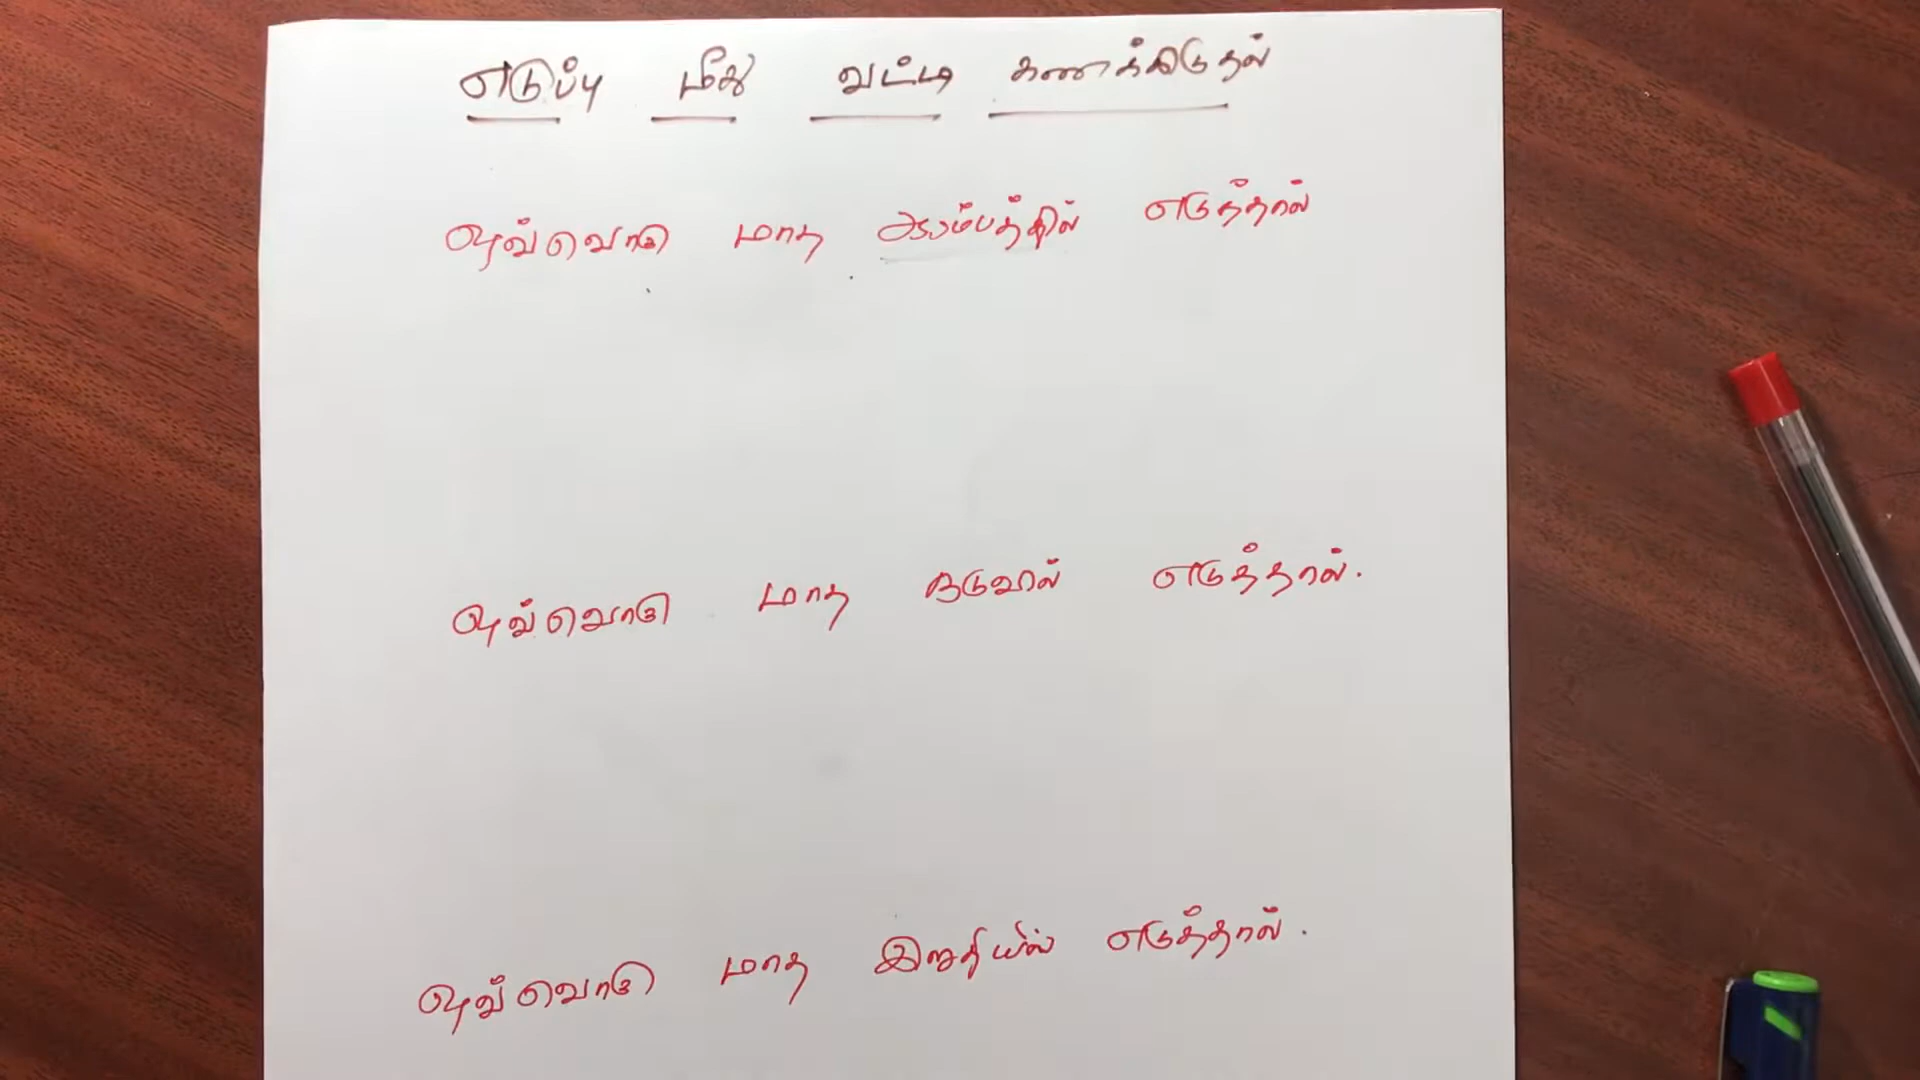 எடுப்பு மீது வட்டி கணக்கிடுதல்
ஒவ்வொரு மாத ஆரம்பத்தில் எடுத்தால்
ஒவ்வொரு மாத நடுவில் எடுத்தால்.
ஒவ்வொரு மாத இறுதியில் எடுத்தால்.